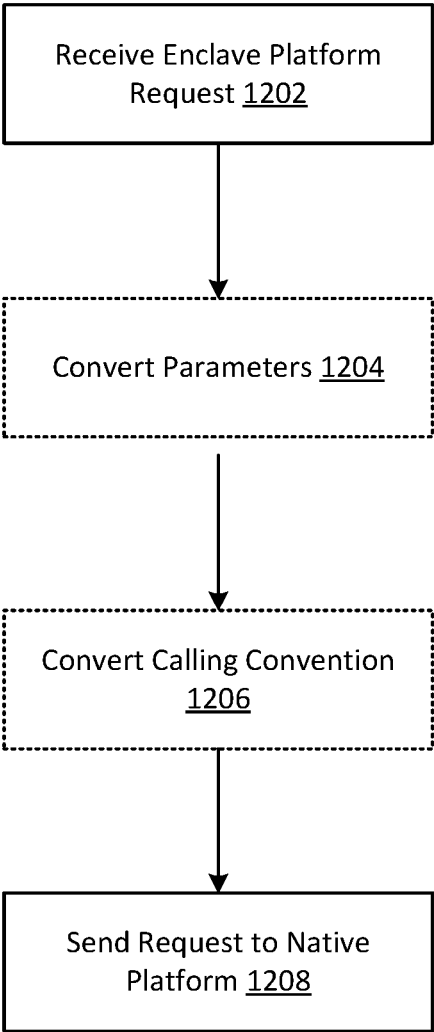 Receive Enclave Platform
Request 1202
Convert Parameters 1204
Convert Calling Convention
1206
Send Request to Native
Platform 1208